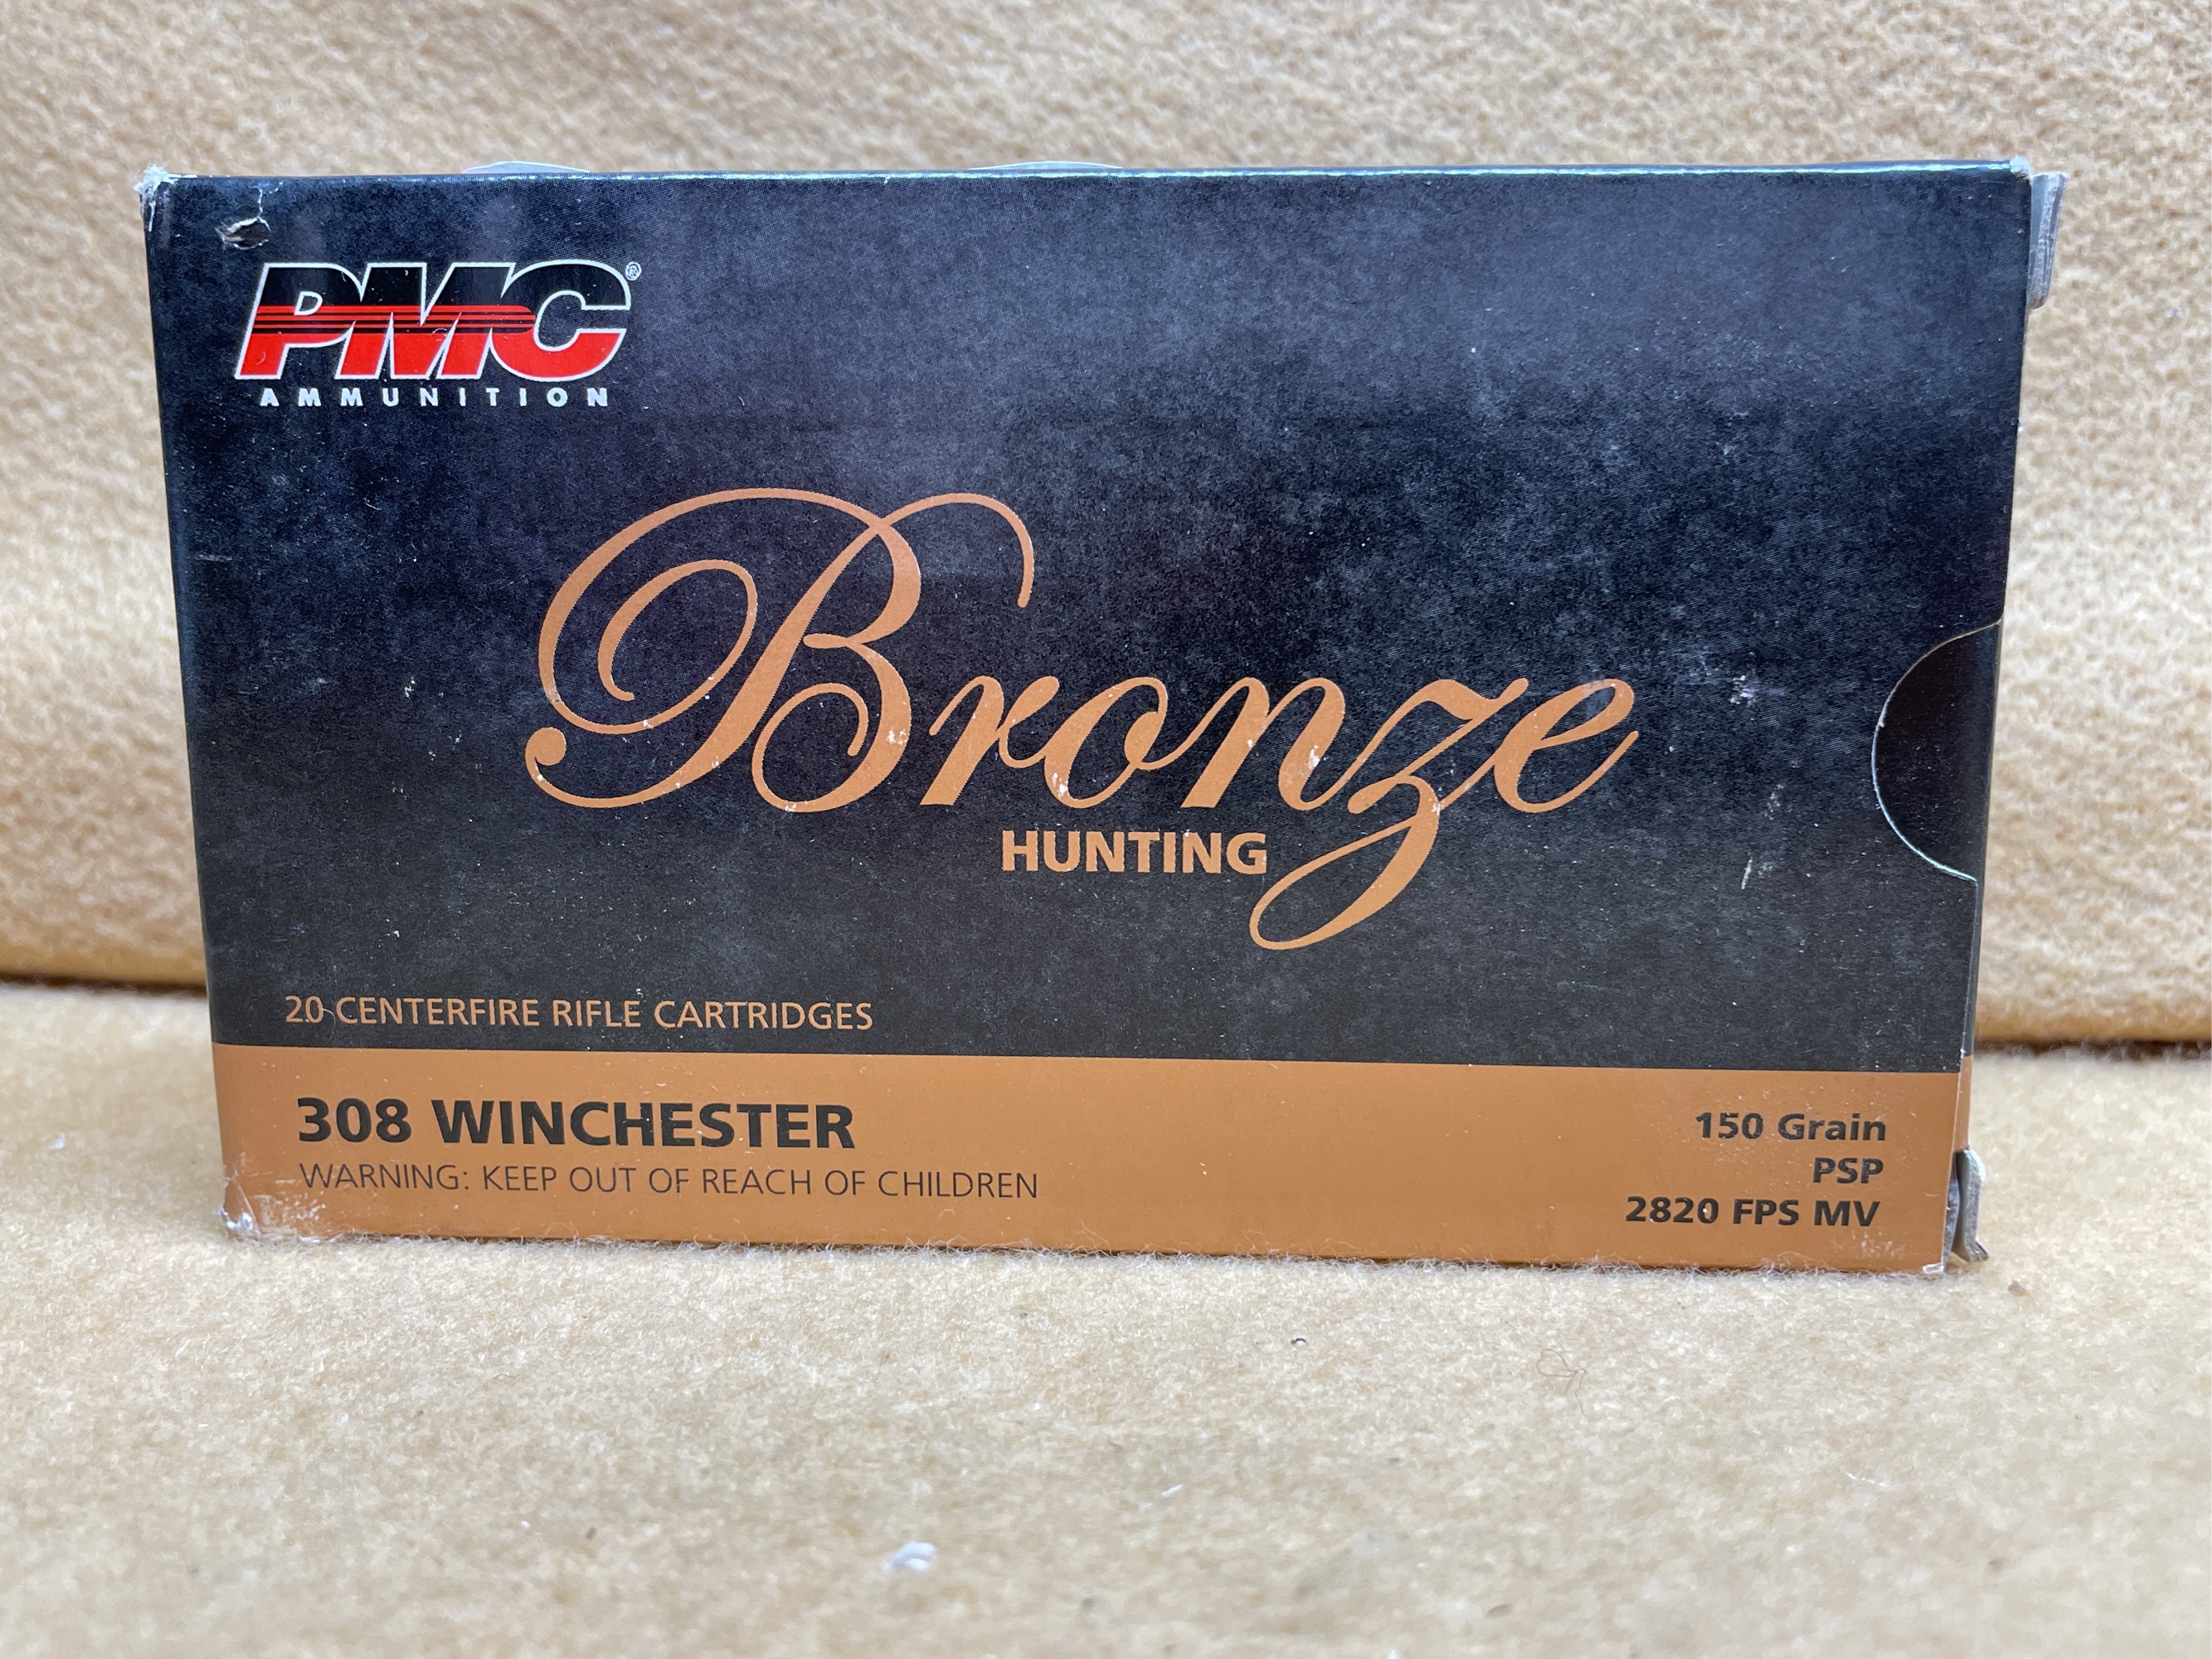 PMC®
AMMUNITION
Bronze
HUNTING
20 CENTERFIRE RIFLE CARTRIDGES
308 WINCHESTER
WARNING: KEEP OUT OF REACH OF CHILDREN
150 Grain
PSP
2820 FPS MV